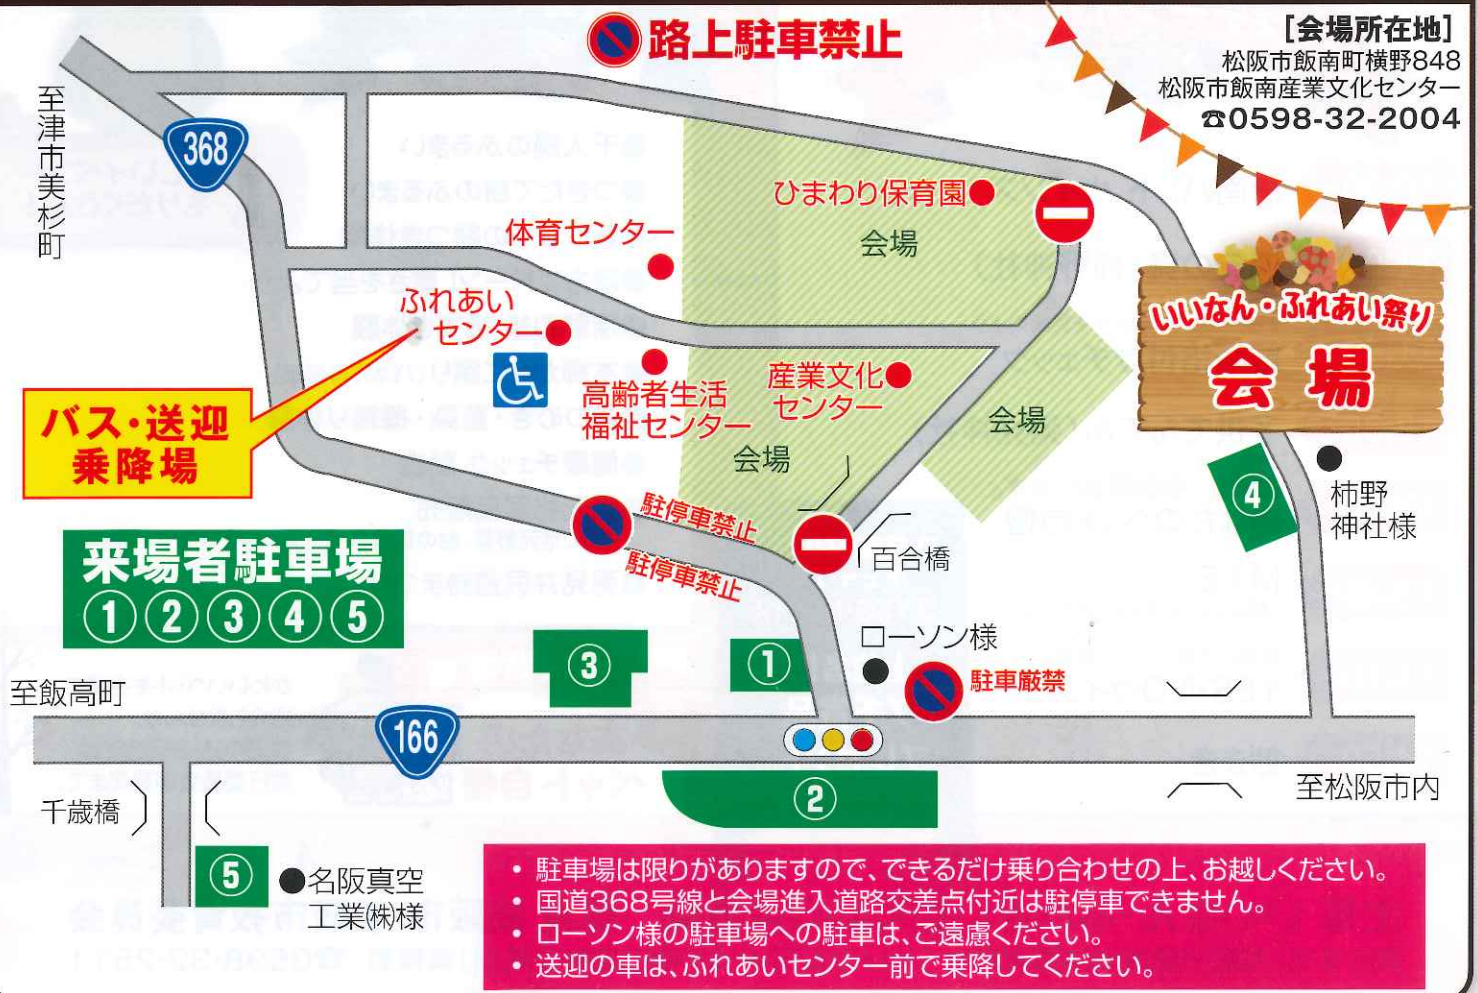 路上駐車禁止
[会場所在地]
松阪市飯南町横野848
松阪市飯南産業文化センター
☎0598-32-2004
至津市美杉町
368
ひまわり保育園
会場
体育センター
ふれあい
センター
高齢者生活
福祉センター
産業文化
センター
会場
会場
いいなん・ふれあい祭り
会場
バス・送迎
乗降場
駐停車禁止
駐停車禁止
百合橋
④
柿野
神社様
来場者駐車場
①②③④⑤
③
①
ローソン様
駐車厳禁
至飯高町
166
至松阪市内
千歳橋
②
⑤
名阪真空
工業㈱様
・駐車場は限りがありますので、できるだけ乗り合わせの上、お越しください。
・国道368号線と会場進入道路交差点付近は駐停車できません。
・ローソン様の駐車場への駐車は、ご遠慮ください。
・送迎の車は、ふれあいセンター前で乗降してください。